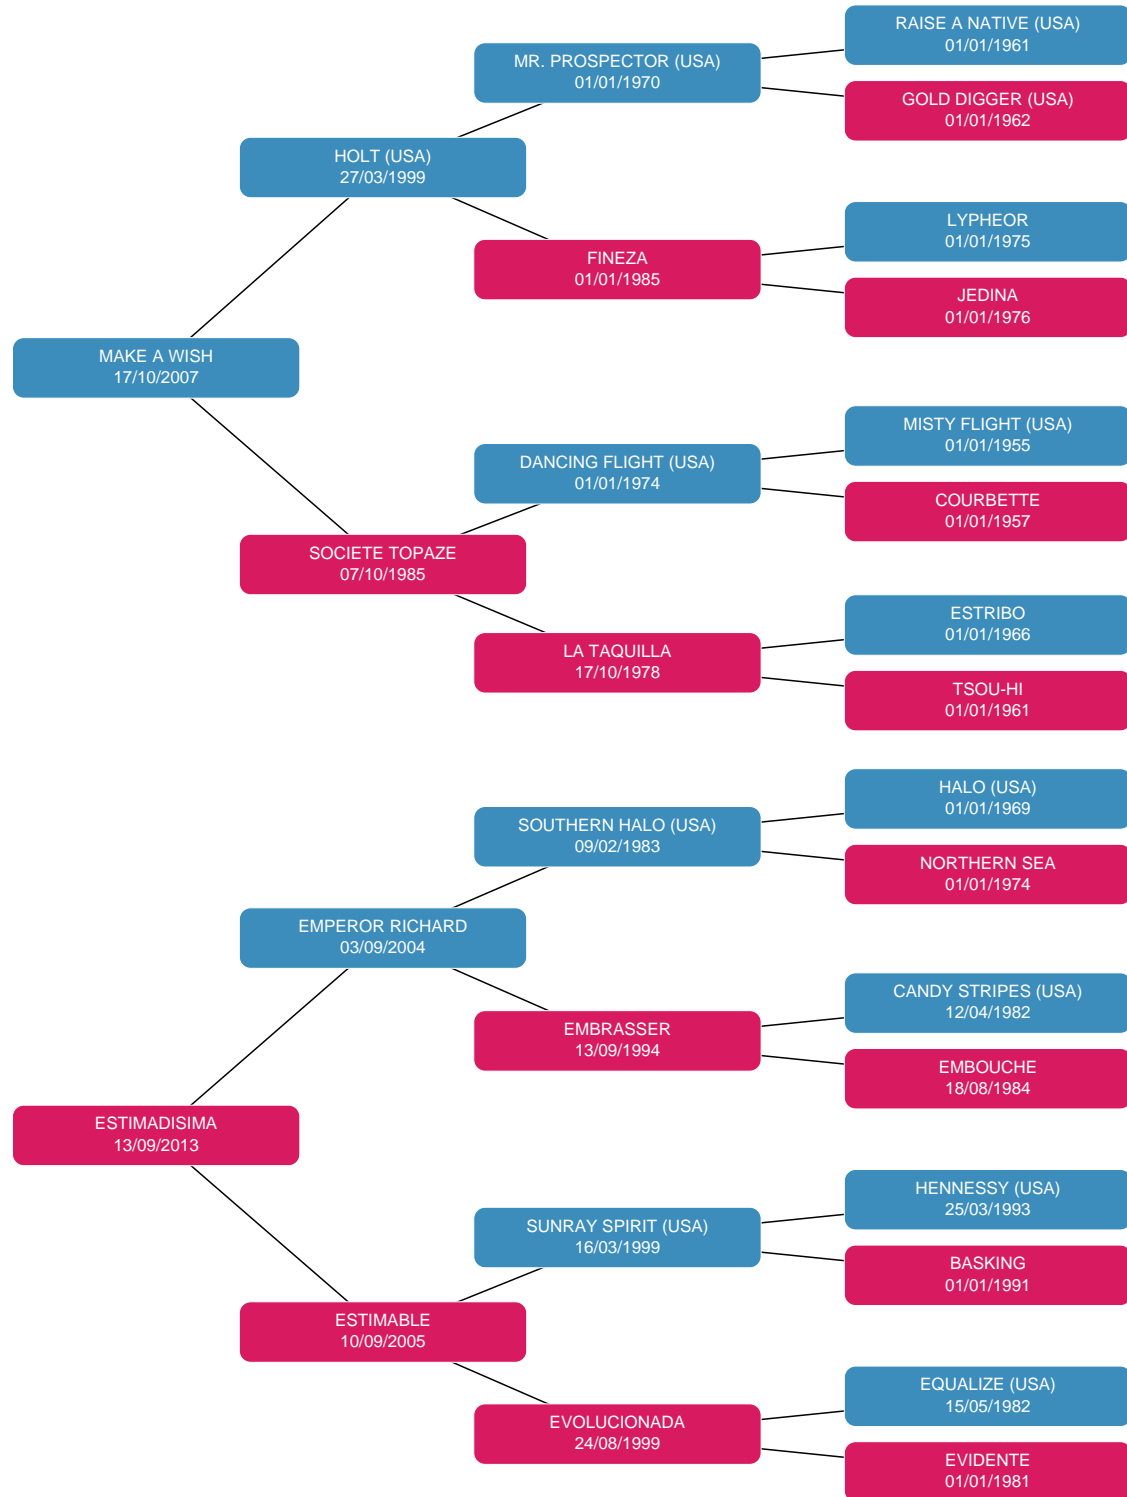 RAISE A NATIVE (USA)
01/01/1961
MR. PROSPECTOR (USA)
01/01/1970
GOLD DIGGER (USA)
01/01/1962
HOLT (USA)
27/03/1999
LYPHEOR
01/01/1975
FINEZA
01/01/1985
JEDINA
01/01/1976
MAKE A WISH
17/10/2007
MISTY FLIGHT (USA)
01/01/1955
DANCING FLIGHT (USA)
01/01/1974
COURBETTE
01/01/1957
SOCIETE TOPAZE
07/10/1985
ESTRIBO
01/01/1966
LA TAQUILLA
17/10/1978
TSOU-HI
01/01/1961
HALO (USA)
01/01/1969
SOUTHERN HALO (USA)
09/02/1983
NORTHERN SEA
01/01/1974
EMPEROR RICHARD
03/09/2004
CANDY STRIPES (USA)
12/04/1982
EMBRASSER
13/09/1994
EMBOUCHE
18/08/1984
ESTIMADISIMA
13/09/2013
HENNESSY (USA)
25/03/1993
SUNRAY SPIRIT (USA)
16/03/1999
BASKING
01/01/1991
ESTIMABLE
10/09/2005
EQUALIZE (USA)
15/05/1982
EVOLUCIONADA
24/08/1999
EVIDENTE
01/01/1981